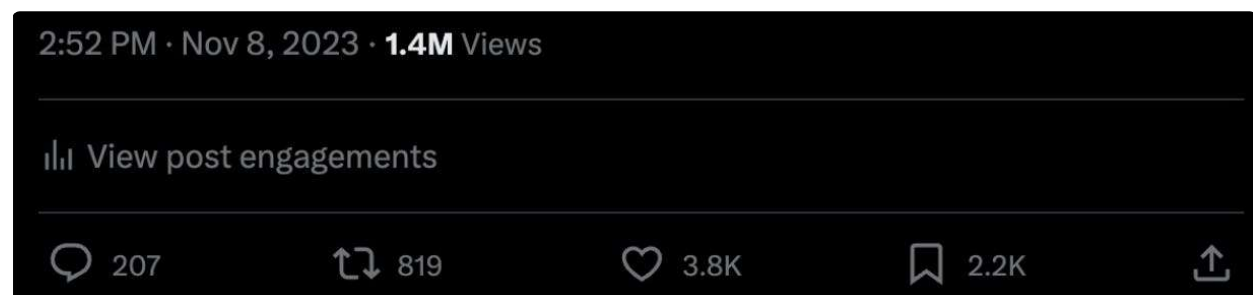 2:52 PM · Nov 8, 2023 · 1.4M Views
View post engagements
207 819 3.8K 2.2K